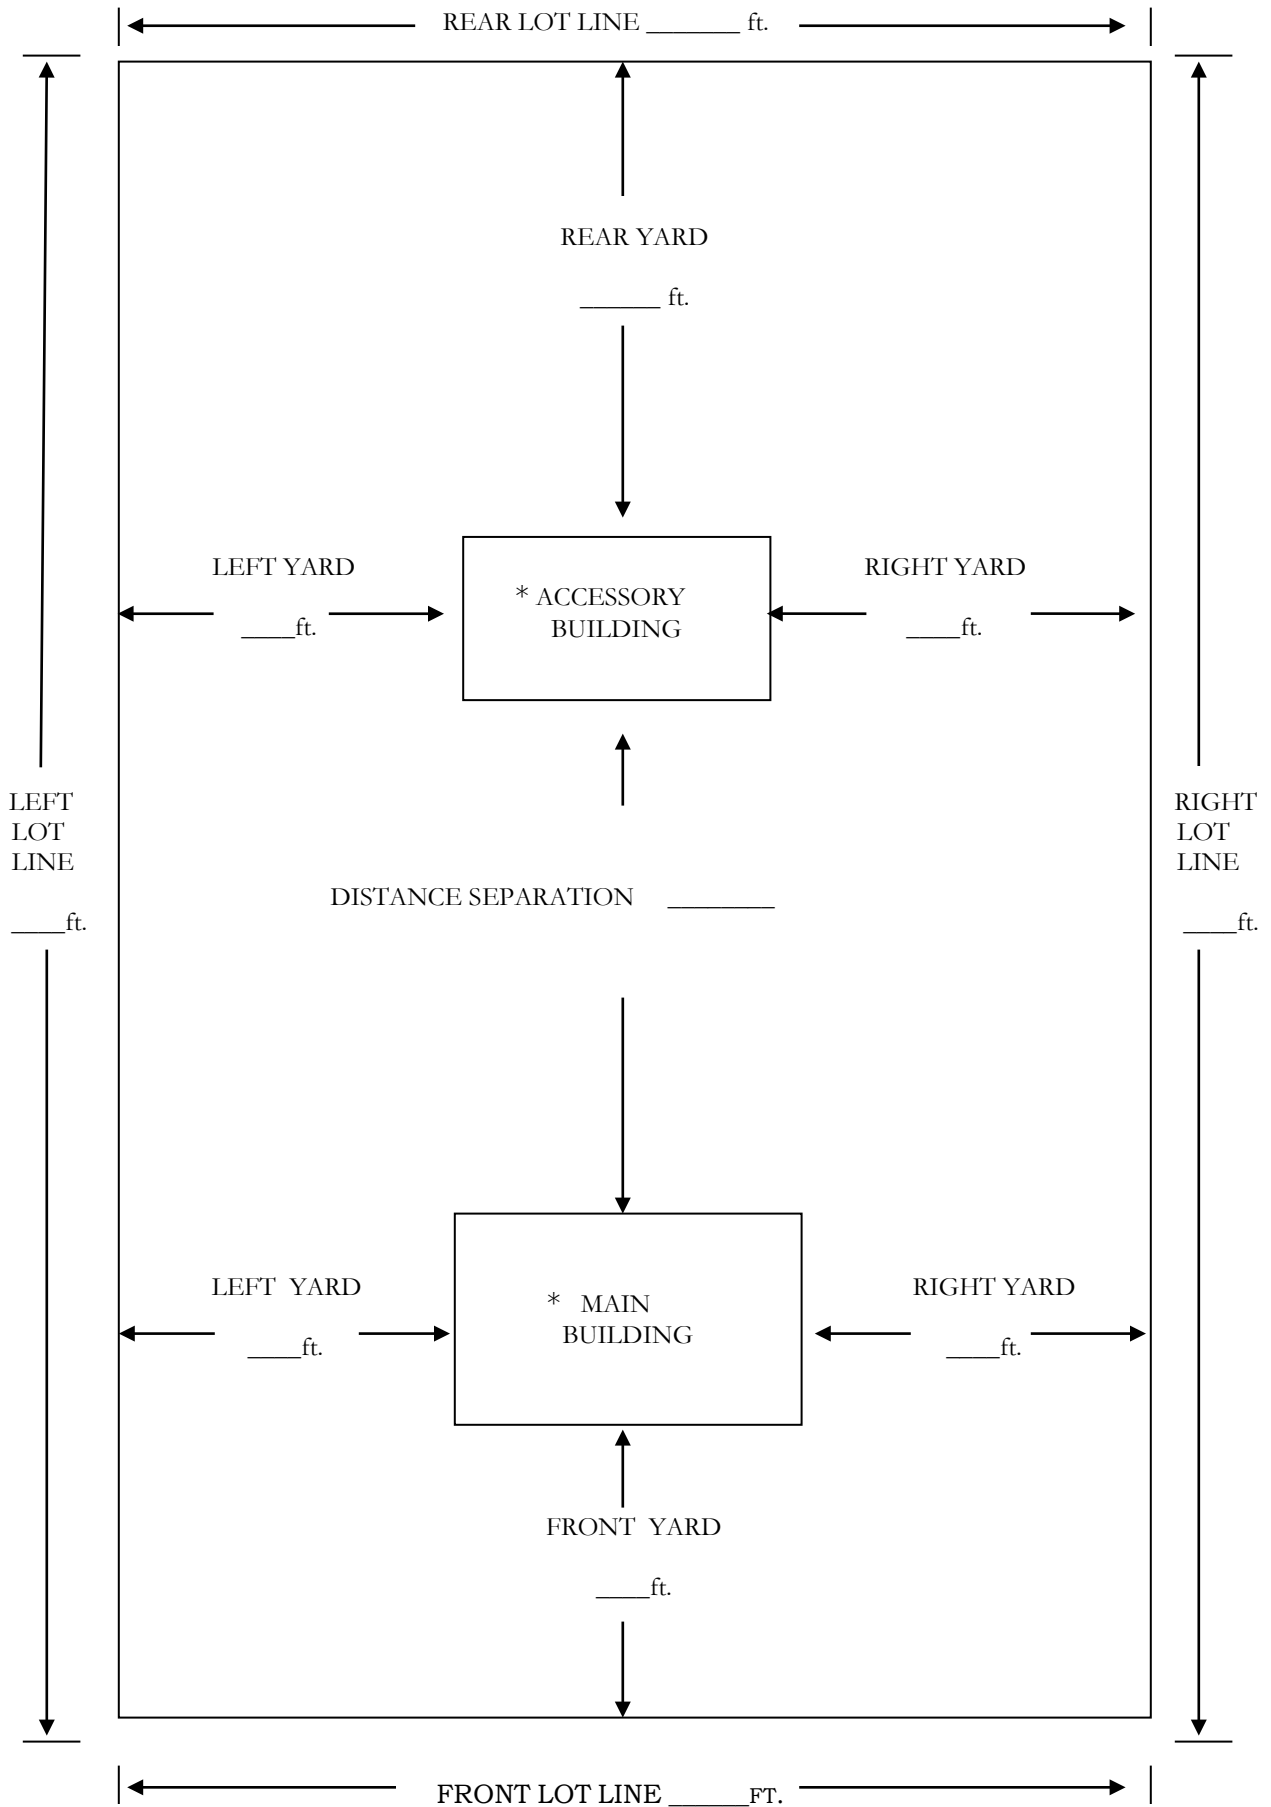 REAR LOT LINE _______ ft.
REAR YARD
______ ft.
LEFT YARD
____ft.
* ACCESSORY
BUILDING
RIGHT YARD
____ft.
LEFT
LOT
LINE
____ft.
DISTANCE SEPARATION ________
RIGHT
LOT
LINE
____ft.
LEFT YARD
____ft.
* MAIN
BUILDING
RIGHT YARD
____ft.
FRONT YARD
____ft.
FRONT LOT LINE ______FT.